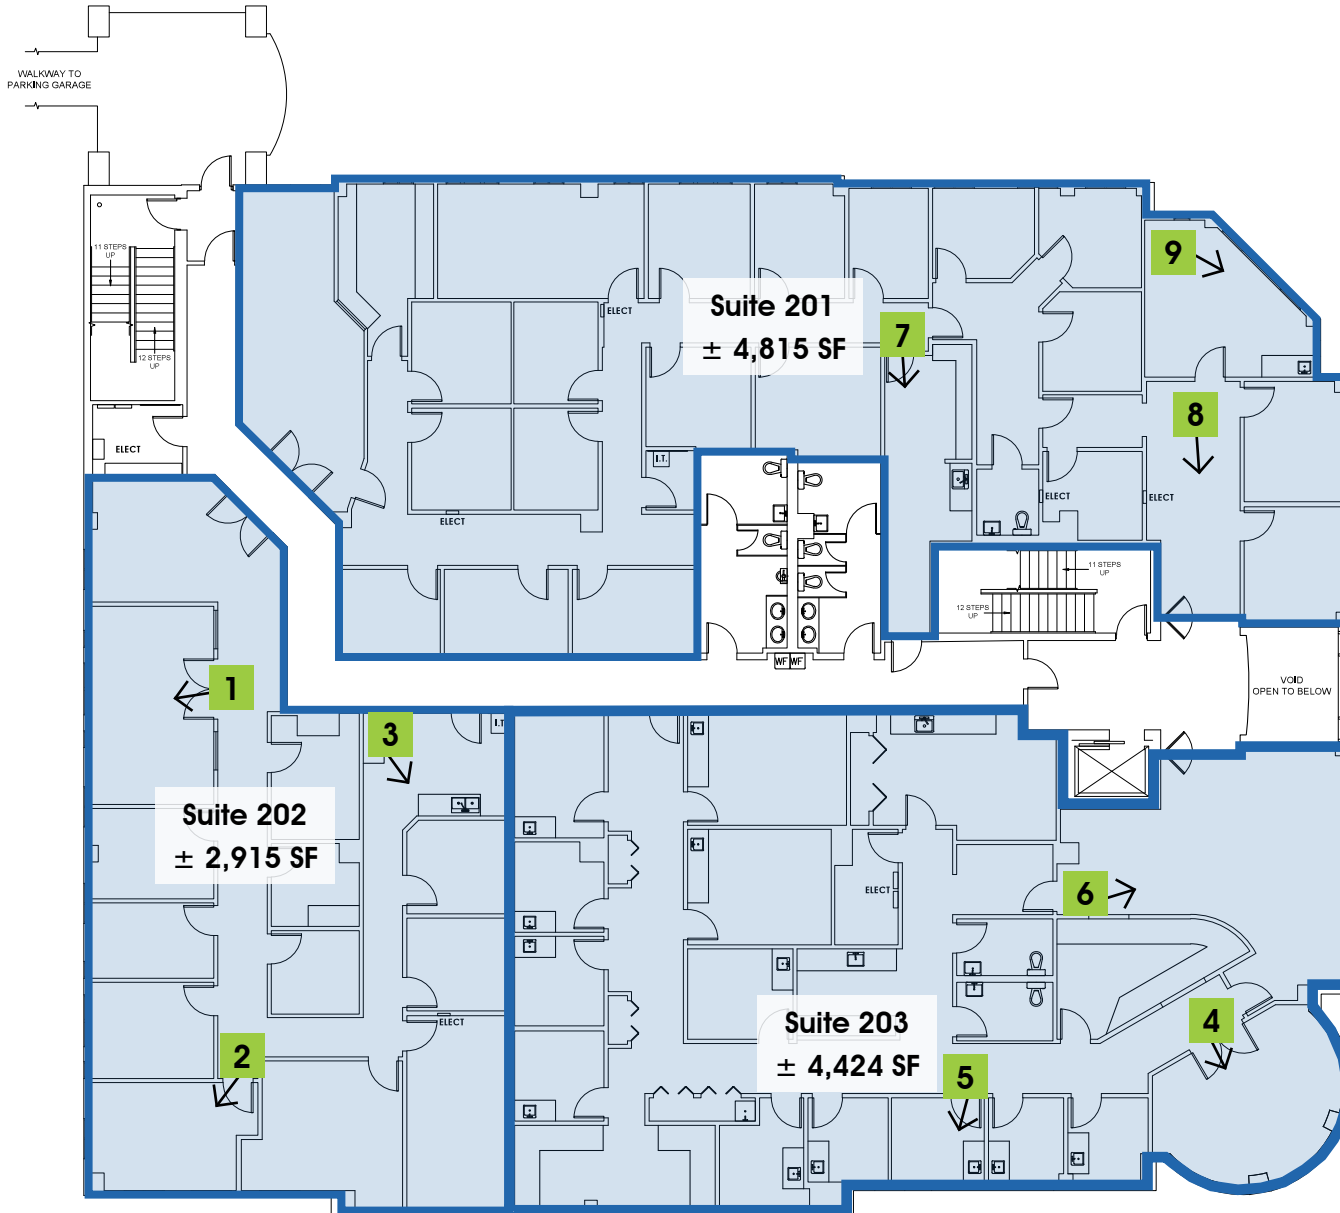 WALKWAY TO
PARKING GARAGE
11 STEPS
UP
12 STEPS
UP
ELECT
9
ELECT
Suite 201
± 4,815 SF
7
8
I.T.
ELECT
ELECT
ELECT
11 STEPS
UP
12 STEPS
UP
WF WF
VOID
OPEN TO BELOW
1
3
I.T.
Suite 202
± 2,915 SF
6
ELECT
ELECT
Suite 203
± 4,424 SF
4
2
5